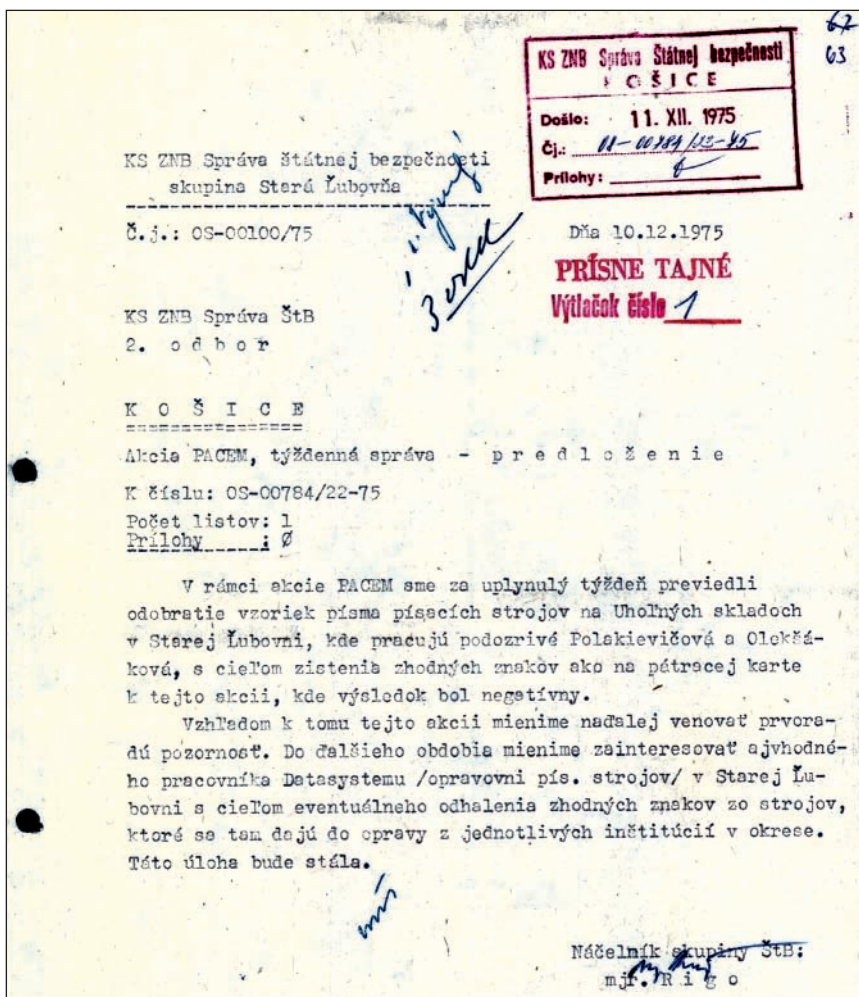 67
63
KS ZNB Správa Štátnej bezpečnosti
KOŠICE
Došlo: 11. XII. 1975
Čj.:
Prílohy:
KS ZNB Správa štátnej bezpečnosti
skupina Stará Ľubovňa
Č.j.: OS-00100/75
Dňa 10.12.1975
PRÍSNE TAJNÉ
Výtlačok číslo 1
KS ZNB Správa ŠtB
2. o d b o r
K O Š I C E
Akcia PACEM, týždenná správa - p r e d l o ž e n i e
K číslu: OS-00784/22-75
Počet listov: 1
Prílohy : Ø
V rámci akcie PACEM sme za uplynulý týždeň previedli
odobratie vzoriek písma písacích strojov na Uhoľných skladoch
v Starej Ľubovni, kde pracujú podozrivé Polakievičová a Olekšá-
ková, s cieľom zistenia zhodných znakov ako na pátracej karte
k tejto akcii, kde výsledok bol negatívny.
Vzhľadom k tomu tejto akcii mienime naďalej venovať prvora-
dú pozornosť. Do ďalšieho obdobia mienime zainteresovať ajvhodné-
ho pracovníka Datasystemu /opravovni pís. strojov/ v Starej Ľu-
bovni s cieľom eventuálneho odhalenia zhodných znakov zo strojov,
ktoré sa tam dajú do opravy z jednotlivých inštitúcií v okrese.
Táto úloha bude stála.
Náčelník skupiny ŠtB:
mjr. R i g o